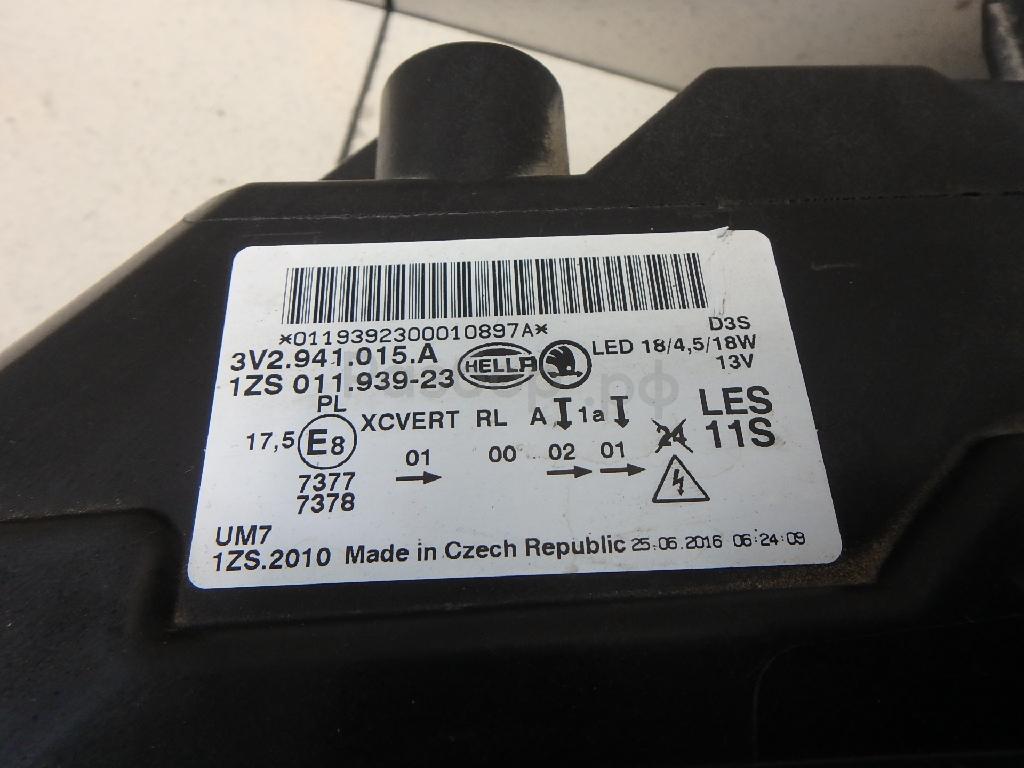 *0119392300010897A*
3V2.941.015.A
1ZS 011.939-23
HELLA
D3S
LED 18/4,5/18W
13V
PL
17,5 E8
XCVERT RL A 1a
01 00 02 01
24
LES
11S
7377
7378
UM7
1ZS.2010 Made in Czech Republic 25.06.2016 06:24:09